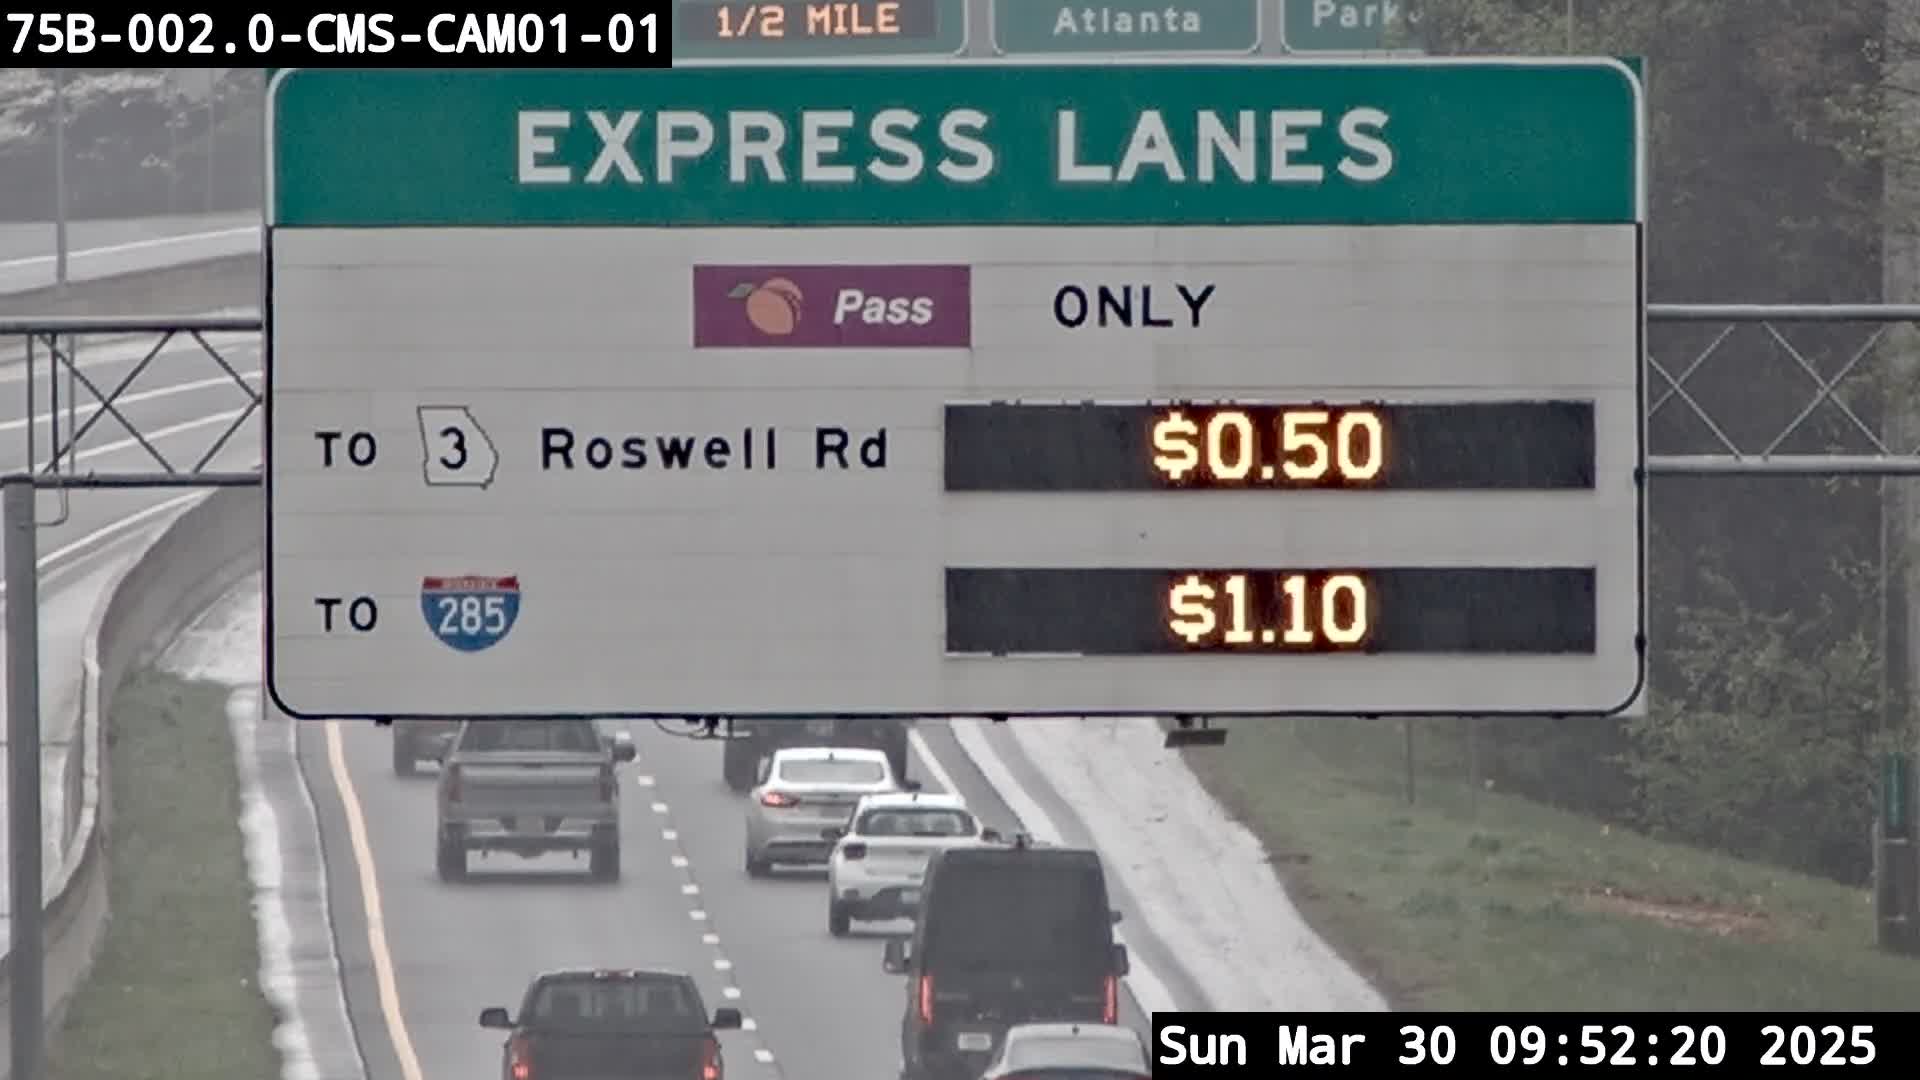 75B-002.0-CMS-CAM01-01
1/2 MILE
Atlanta
Park
EXPRESS LANES
Pass ONLY
TO 3 Roswell Rd $0.50
TO 285 $1.10
Sun Mar 30 09:52:20 2025